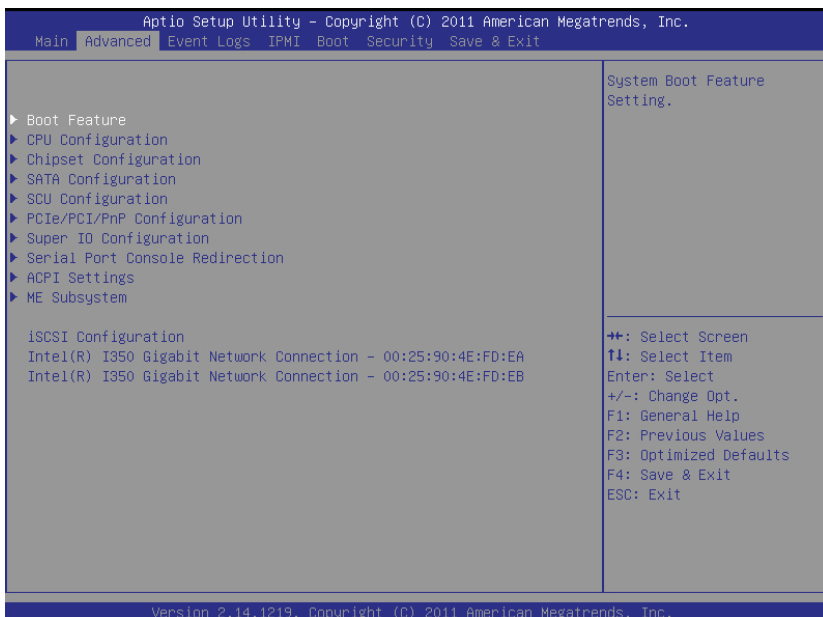 Aptio Setup Utility – Copyright (C) 2011 American Megatrends, Inc.
Main Advanced Event Logs IPMI Boot Security Save & Exit
Boot Feature
CPU Configuration
Chipset Configuration
SATA Configuration
SCU Configuration
PCIe/PCI/PnP Configuration
Super IO Configuration
Serial Port Console Redirection
ACPI Settings
ME Subsystem
iSCSI Configuration
Intel(R) I350 Gigabit Network Connection – 00:25:90:4E:FD:EA
Intel(R) I350 Gigabit Network Connection – 00:25:90:4E:FD:EB
System Boot Feature
Setting.
→←: Select Screen
↑↓: Select Item
Enter: Select
+/-: Change Opt.
F1: General Help
F2: Previous Values
F3: Optimized Defaults
F4: Save & Exit
ESC: Exit
Version 2.14.1219. Copyright (C) 2011 American Megatrends, Inc.